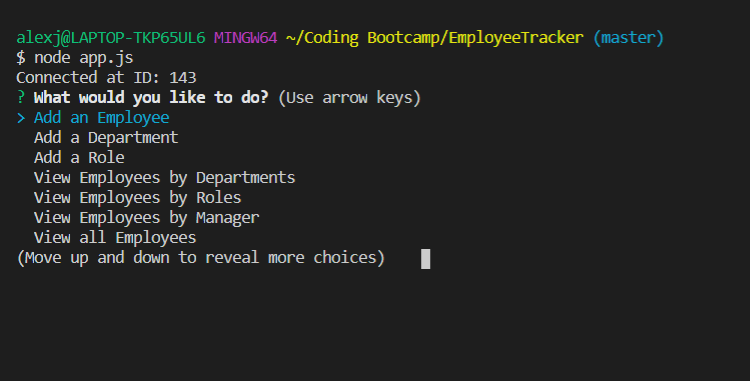 alexj@LAPTOP-TKP65UL6 MINGW64 ~/Coding Bootcamp/EmployeeTracker (master)
$ node app.js
Connected at ID: 143
? What would you like to do? (Use arrow keys)
> Add an Employee
Add a Department
Add a Role
View Employees by Departments
View Employees by Roles
View Employees by Manager
View all Employees
(Move up and down to reveal more choices)